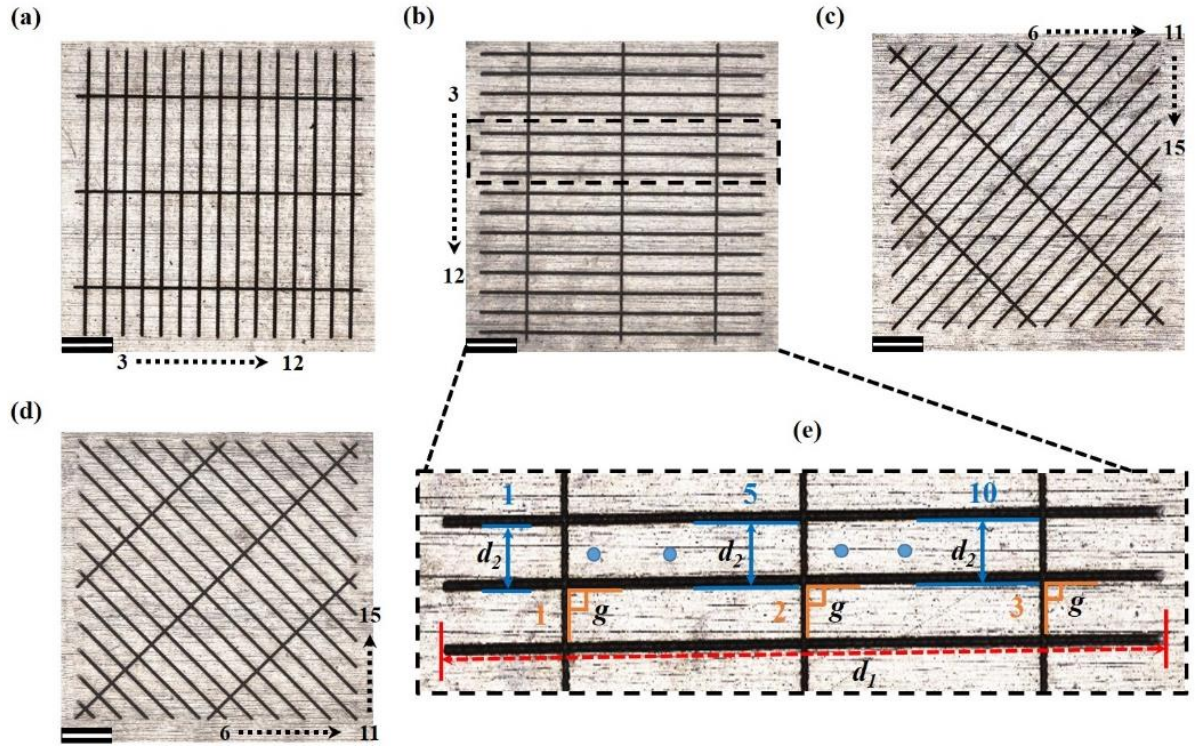 (a)
(b)
(c)
6 11
15
3
12
3 12
(d)
15
6 11
(e)
1 5 10
d₂ d₂ d₂
1 g 2 g 3 g
d₁